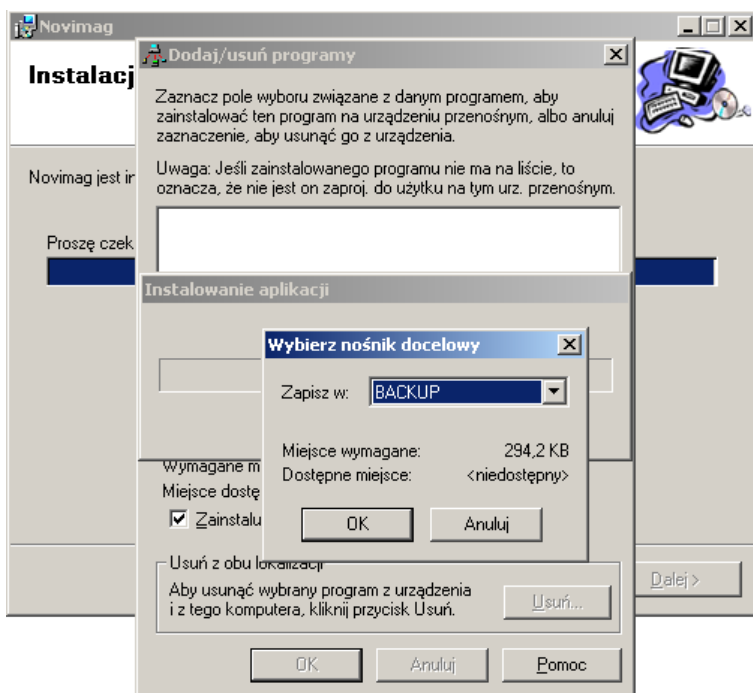 Novimag
Instalacj
Dodaj/usuń programy
Zaznacz pole wyboru związane z danym programem, aby
zainstalować ten program na urządzeniu przenośnym, albo anuluj
zaznaczenie, aby usunąć go z urządzenia.
Uwaga: Jeśli zainstalowanego programu nie ma na liście, to
oznacza, że nie jest on zaproj. do użytku na tym urz. przenośnym.
Novimag jest in
Proszę czek
Instalowanie aplikacji
Wybierz nośnik docelowy
Zapisz w: BACKUP
Miejsce wymagane: 294,2 KB
Dostępne miejsce: <niedostępny>
OK Anuluj
Wymagane m
Miejsce dostę
Zainstalu
Usuń z obu lokalizacji
Aby usunąć wybrany program z urządzenia
i z tego komputera, kliknij przycisk Usuń.
Usuń...
Dalej >
OK Anuluj Pomoc